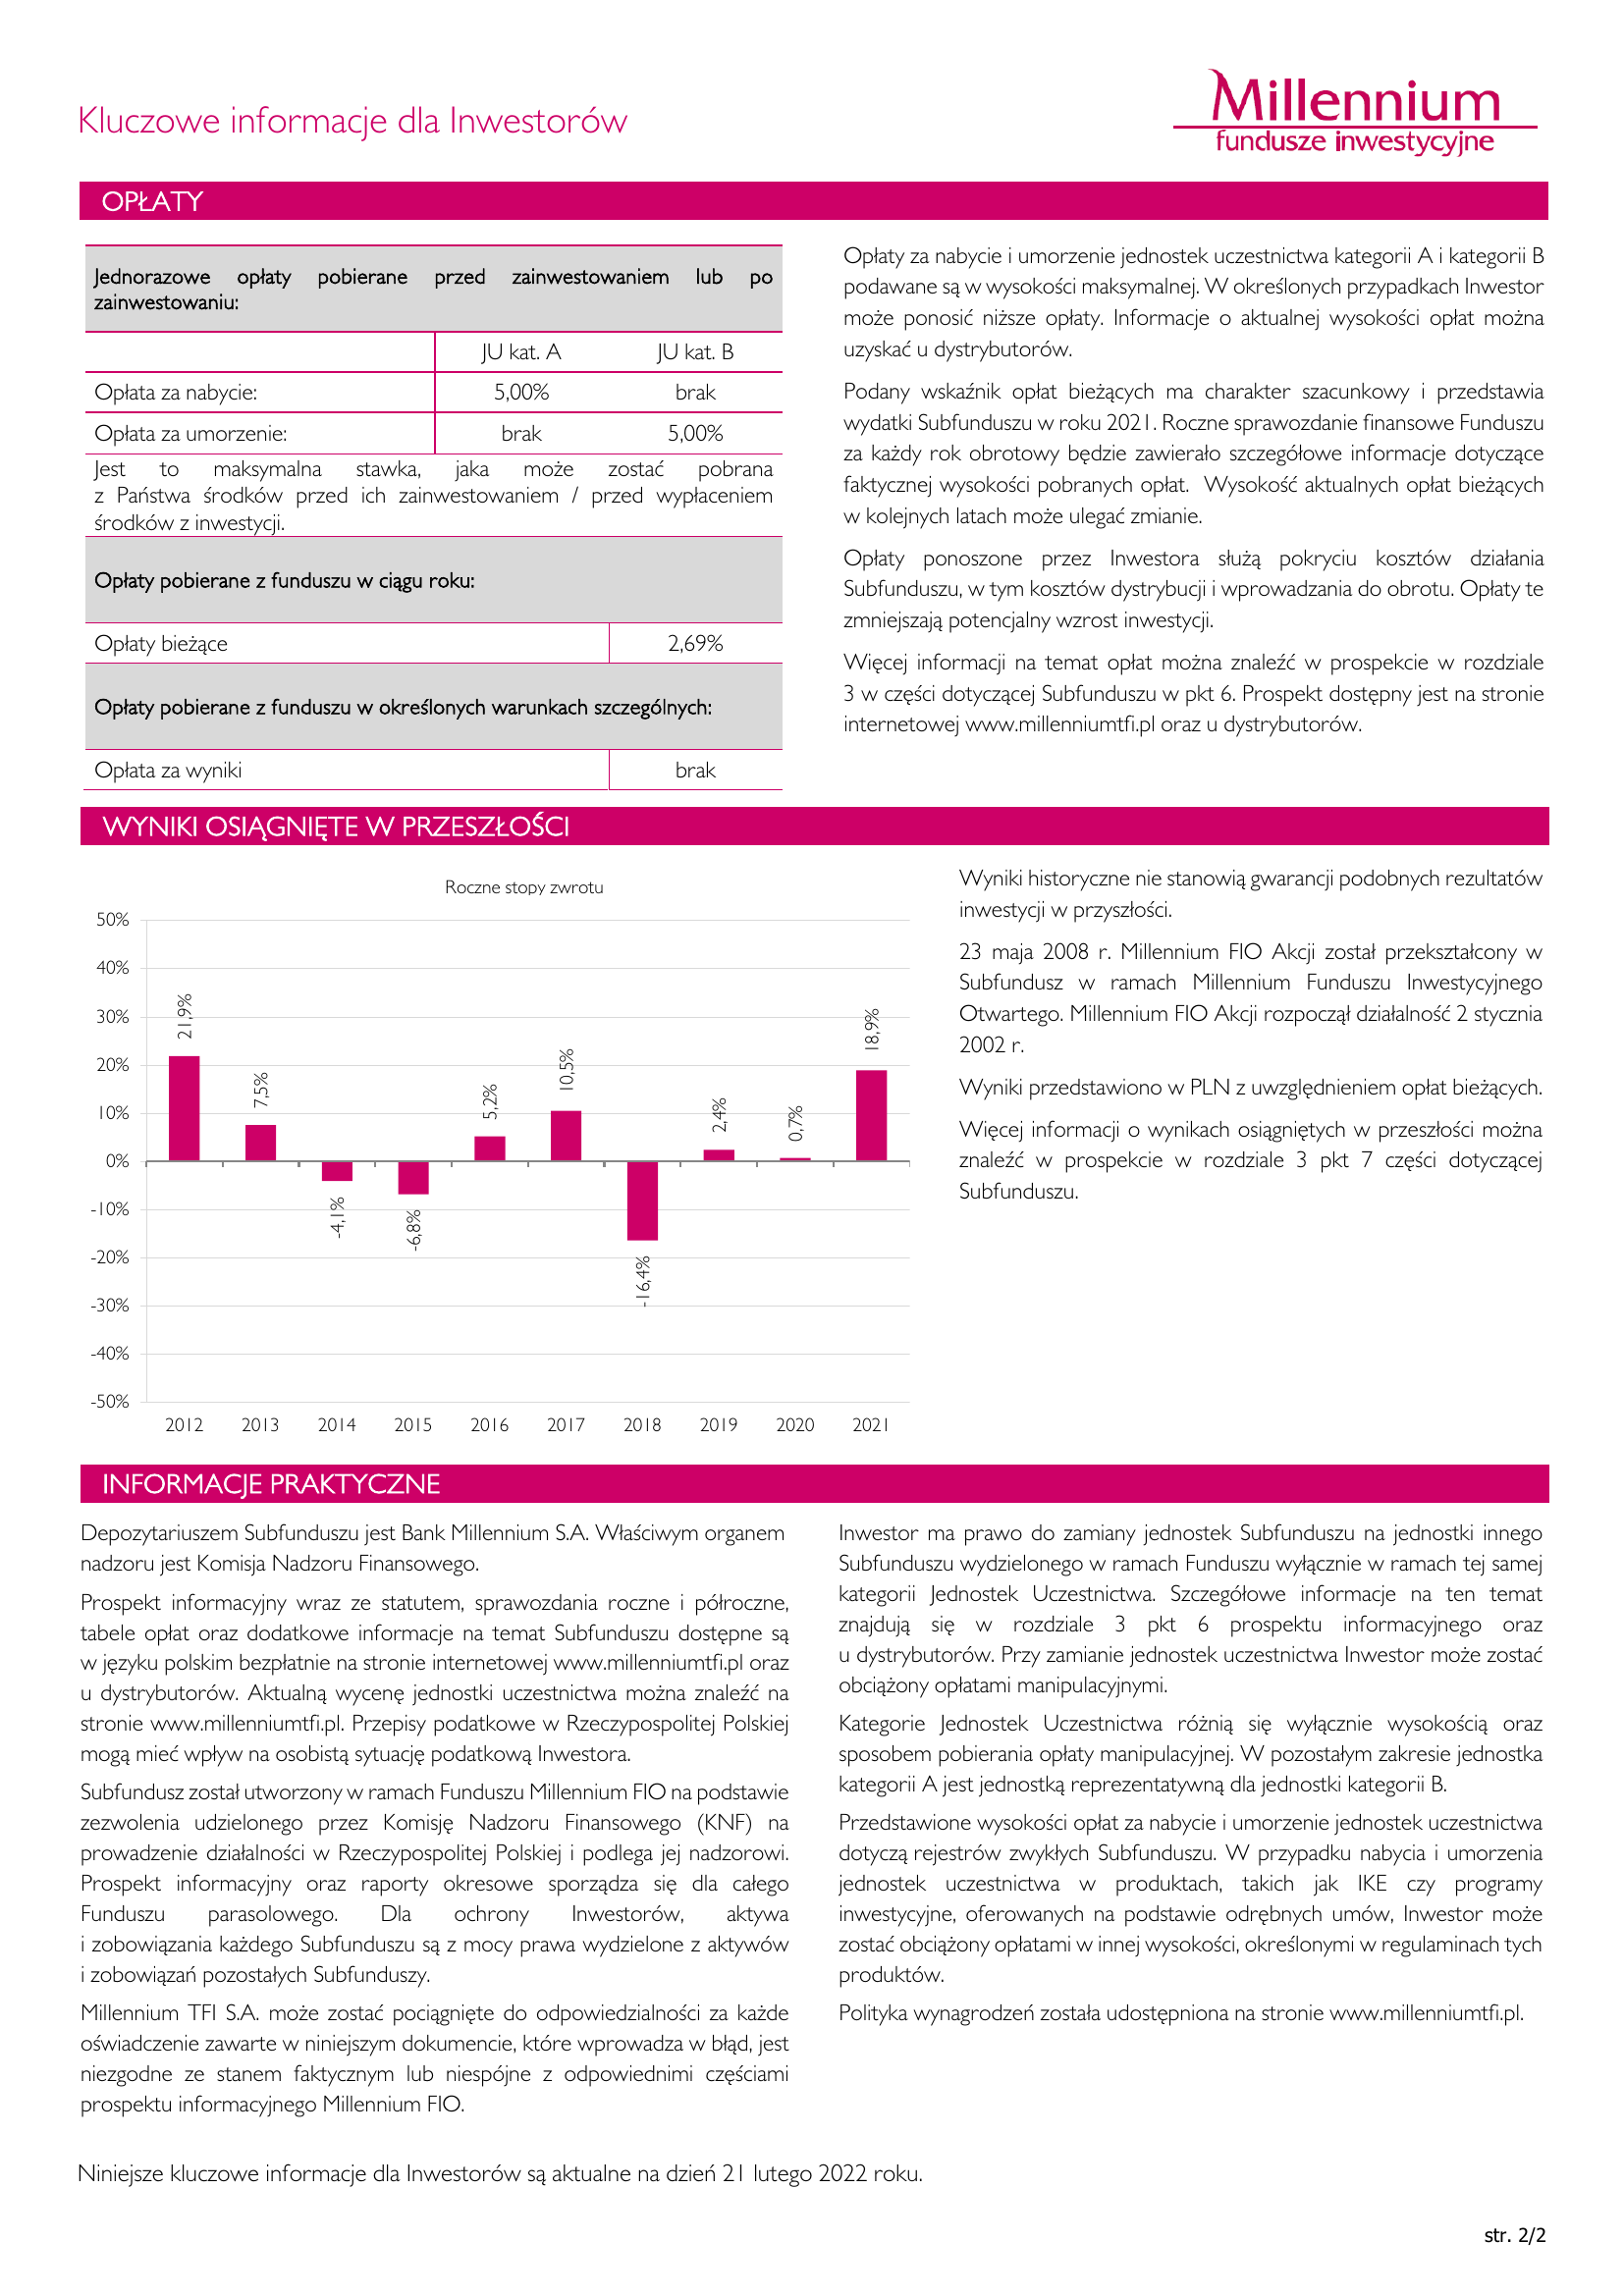 Kluczowe informacje dla Inwestorów
Millennium
fundusze inwestycyjne
OPŁATY
Jednorazowe opłaty pobierane przed zainwestowaniem lub po
zainwestowaniu:
JU kat. A JU kat. B
Opłata za nabycie: 5,00% brak
Opłata za umorzenie: brak 5,00%
Jest to maksymalna stawka, jaka może zostać pobrana
z Państwa środków przed ich zainwestowaniem / przed wypłaceniem
środków z inwestycji.
Opłaty pobierane z funduszu w ciągu roku:
Opłaty bieżące 2,69%
Opłaty pobierane z funduszu w określonych warunkach szczególnych:
Opłata za wyniki brak
Opłaty za nabycie i umorzenie jednostek uczestnictwa kategorii A i kategorii B
podawane są w wysokości maksymalnej. W określonych przypadkach Inwestor
może ponosić niższe opłaty. Informacje o aktualnej wysokości opłat można
uzyskać u dystrybutorów.
Podany wskaźnik opłat bieżących ma charakter szacunkowy i przedstawia
wydatki Subfunduszu w roku 2021. Roczne sprawozdanie finansowe Funduszu
za każdy rok obrotowy będzie zawierało szczegółowe informacje dotyczące
faktycznej wysokości pobranych opłat. Wysokość aktualnych opłat bieżących
w kolejnych latach może ulegać zmianie.
Opłaty ponoszone przez Inwestora służą pokryciu kosztów działania
Subfunduszu, w tym kosztów dystrybucji i wprowadzania do obrotu. Opłaty te
zmniejszają potencjalny wzrost inwestycji.
Więcej informacji na temat opłat można znaleźć w prospekcie w rozdziale
3 w części dotyczącej Subfunduszu w pkt 6. Prospekt dostępny jest na stronie
internetowej www.millenniumtfi.pl oraz u dystrybutorów.
WYNIKI OSIĄGNIĘTE W PRZESZŁOŚCI
Roczne stopy zwrotu
50%
40%
30%
20%
10%
0%
-10%
-20%
-30%
-40%
-50%
21,9%
7,5%
-4,1%
-6,8%
5,2%
10,5%
-16,4%
2,4%
0,7%
18,9%
2012 2013 2014 2015 2016 2017 2018 2019 2020 2021
Wyniki historyczne nie stanowią gwarancji podobnych rezultatów
inwestycji w przyszłości.
23 maja 2008 r. Millennium FIO Akcji został przekształcony w
Subfundusz w ramach Millennium Funduszu Inwestycyjnego
Otwartego. Millennium FIO Akcji rozpoczął działalność 2 stycznia
2002 r.
Wyniki przedstawiono w PLN z uwzględnieniem opłat bieżących.
Więcej informacji o wynikach osiągniętych w przeszłości można
znaleźć w prospekcie w rozdziale 3 pkt 7 części dotyczącej
Subfunduszu.
INFORMACJE PRAKTYCZNE
Depozytariuszem Subfunduszu jest Bank Millennium S.A. Właściwym organem
nadzoru jest Komisja Nadzoru Finansowego.
Prospekt informacyjny wraz ze statutem, sprawozdania roczne i półroczne,
tabele opłat oraz dodatkowe informacje na temat Subfunduszu dostępne są
w języku polskim bezpłatnie na stronie internetowej www.millenniumtfi.pl oraz
u dystrybutorów. Aktualną wycenę jednostki uczestnictwa można znaleźć na
stronie www.millenniumtfi.pl. Przepisy podatkowe w Rzeczypospolitej Polskiej
mogą mieć wpływ na osobistą sytuację podatkową Inwestora.
Subfundusz został utworzony w ramach Funduszu Millennium FIO na podstawie
zezwolenia udzielonego przez Komisję Nadzoru Finansowego (KNF) na
prowadzenie działalności w Rzeczypospolitej Polskiej i podlega jej nadzorowi.
Prospekt informacyjny oraz raporty okresowe sporządza się dla całego
Funduszu parasolowego. Dla ochrony Inwestorów, aktywa
i zobowiązania każdego Subfunduszu są z mocy prawa wydzielone z aktywów
i zobowiązań pozostałych Subfunduszy.
Millennium TFI S.A. może zostać pociągnięte do odpowiedzialności za każde
oświadczenie zawarte w niniejszym dokumencie, które wprowadza w błąd, jest
niezgodne ze stanem faktycznym lub niespójne z odpowiednimi częściami
prospektu informacyjnego Millennium FIO.
Inwestor ma prawo do zamiany jednostek Subfunduszu na jednostki innego
Subfunduszu wydzielonego w ramach Funduszu wyłącznie w ramach tej samej
kategorii Jednostek Uczestnictwa. Szczegółowe informacje na ten temat
znajdują się w rozdziale 3 pkt 6 prospektu informacyjnego oraz
u dystrybutorów. Przy zamianie jednostek uczestnictwa Inwestor może zostać
obciążony opłatami manipulacyjnymi.
Kategorie Jednostek Uczestnictwa różnią się wyłącznie wysokością oraz
sposobem pobierania opłaty manipulacyjnej. W pozostałym zakresie jednostka
kategorii A jest jednostką reprezentatywną dla jednostki kategorii B.
Przedstawione wysokości opłat za nabycie i umorzenie jednostek uczestnictwa
dotyczą rejestrów zwykłych Subfunduszu. W przypadku nabycia i umorzenia
jednostek uczestnictwa w produktach, takich jak IKE czy programy
inwestycyjne, oferowanych na podstawie odrębnych umów, Inwestor może
zostać obciążony opłatami w innej wysokości, określonymi w regulaminach tych
produktów.
Polityka wynagrodzeń została udostępniona na stronie www.millenniumtfi.pl.
Niniejsze kluczowe informacje dla Inwestorów są aktualne na dzień 21 lutego 2022 roku.
str. 2/2